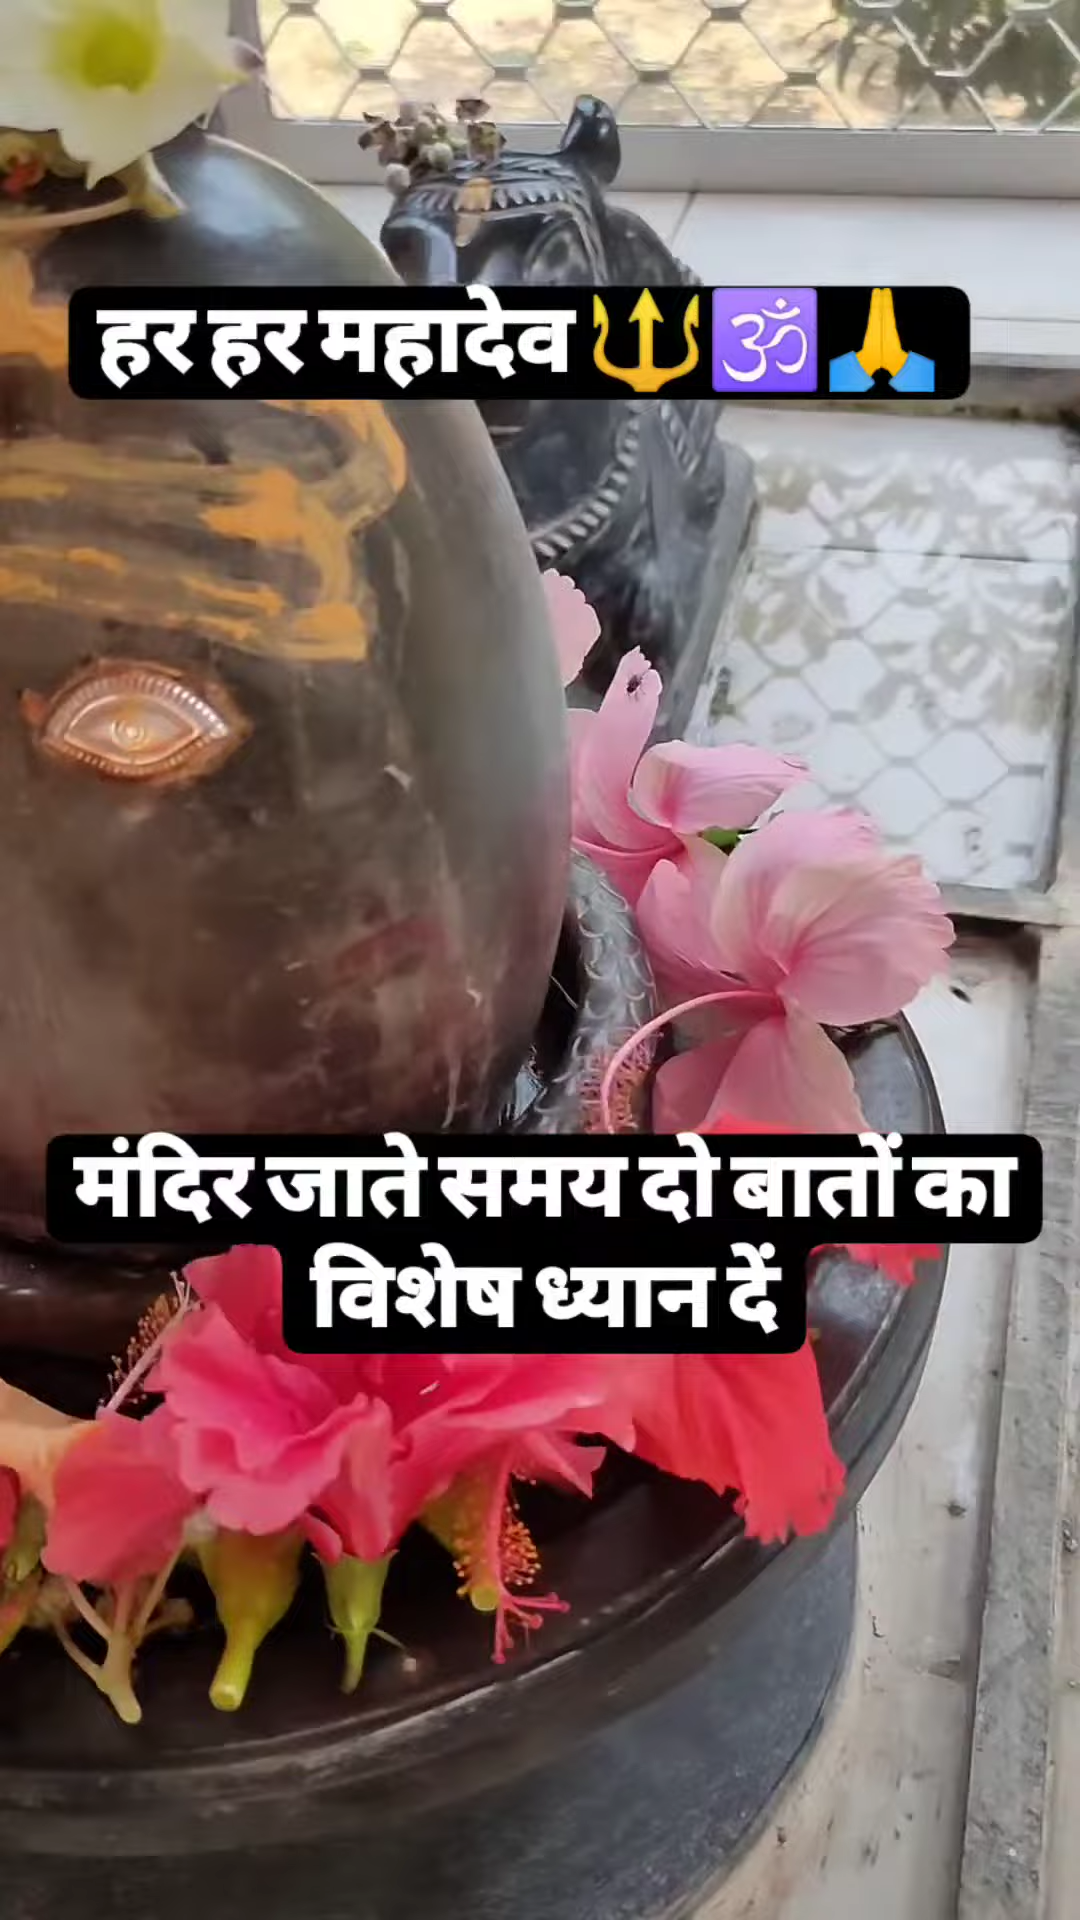 हर हर महादेव 🔱🕉️🙏
मंदिर जाते समय दो बातों का
विशेष ध्यान दें